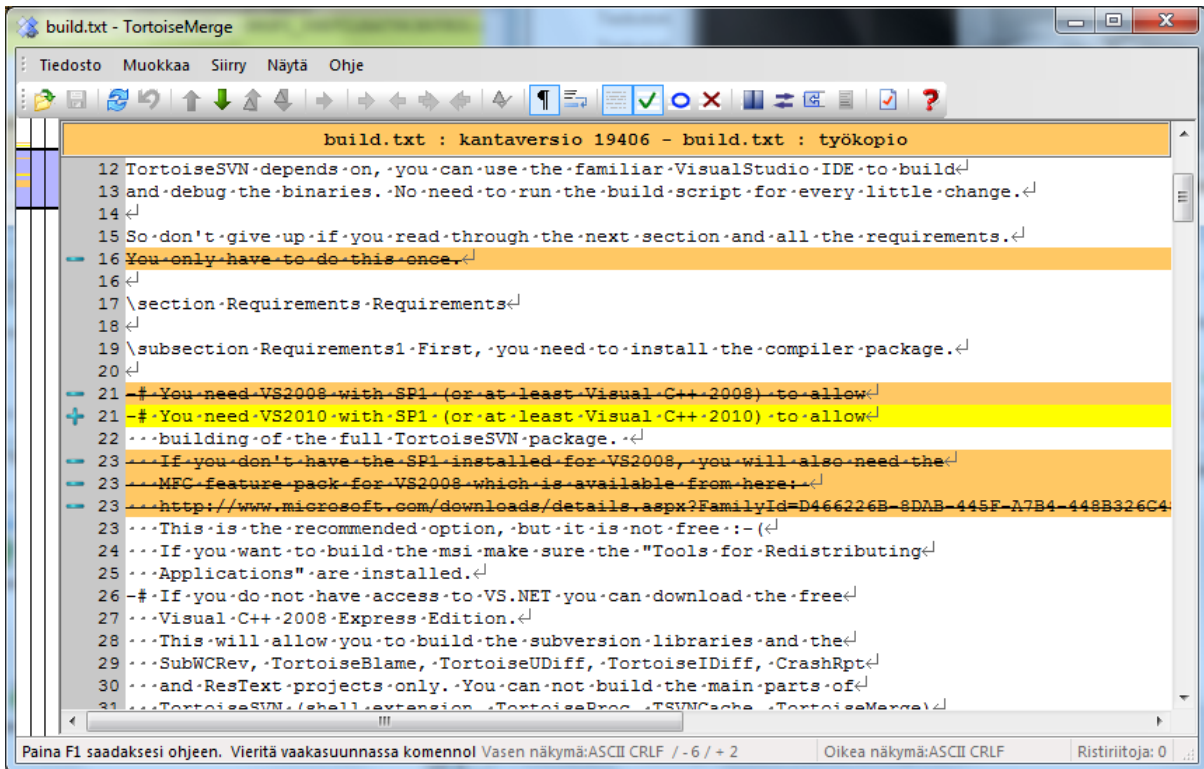 build.txt - TortoiseMerge
Tiedosto Muokkaa Siirry Näytä Ohje
build.txt : kantaversio 19406 - build.txt : työkopio
12 TortoiseSVN·depends·on,·you·can·use·the·familiar·VisualStudio·IDE·to·build↵
13 and·debug·the·binaries.·No·need·to·run·the·build·script·for·every·little·change.↵
14 ↵
15 So·don't·give·up·if·you·read·through·the·next·section·and·all·the·requirements.↵
16 You·only·have·to·do·this·once.↵
16 ↵
17 \section·Requirements·Requirements↵
18 ↵
19 \subsection·Requirements1·First,·you·need·to·install·the·compiler·package.↵
20 ↵
21 -#·You·need·VS2008·with·SP1·(or·at·least·Visual·C++·2008)·to·allow↵
21 -#·You·need·VS2010·with·SP1·(or·at·least·Visual·C++·2010)·to·allow↵
22 ···building·of·the·full·TortoiseSVN·package.·↵
23 ···If·you·don't·have·the·SP1·installed·for·VS2008,·you·will·also·need·the↵
23 ···MFC·feature·pack·for·VS2008·which·is·available·from·here:·↵
23 ···http://www.microsoft.com/downloads/details.aspx?FamilyId=D466226B-8DAB-445F-A7B4-448B326C4
23 ···This·is·the·recommended·option,·but·it·is·not·free·:-(↵
24 ···If·you·want·to·build·the·msi·make·sure·the·"Tools·for·Redistributing↵
25 ···Applications"·are·installed.↵
26 -#·If·you·do·not·have·access·to·VS.NET·you·can·download·the·free↵
27 ···Visual·C++·2008·Express·Edition.↵
28 ···This·will·allow·you·to·build·the·subversion·libraries·and·the↵
29 ···SubWCRev,·TortoiseBlame,·TortoiseUDiff,·TortoiseIDiff,·CrashRpt↵
30 ···and·ResText·projects·only.·You·can·not·build·the·main·parts·of↵
31 ···TortoiseSVN·(shell·extension,·TortoiseProc,·TSVNCache,·TortoiseMerge)↵
Paina F1 saadaksesi ohjeen. Vieritä vaakasuunnassa komennol Vasen näkymä:ASCII CRLF / - 6 / + 2 Oikea näkymä:ASCII CRLF Ristiriitoja: 0